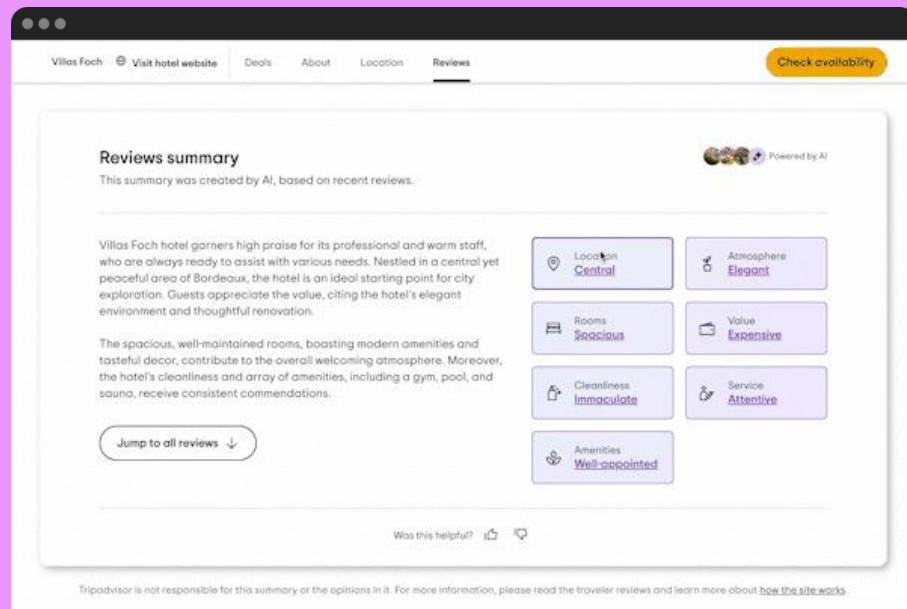 Villas Foch Visit hotel website Deals About Location Reviews Check availability
Reviews summary
Powered by AI
This summary was created by AI, based on recent reviews.
Villas Foch hotel garners high praise for its professional and warm staff,
who are always ready to assist with various needs. Nestled in a central yet
peaceful area of Bordeaux, the hotel is an ideal starting point for city
exploration. Guests appreciate the value, citing the hotel's elegant
environment and thoughtful renovation.
The spacious, well-maintained rooms, boasting modern amenities and
tasteful decor, contribute to the overall welcoming atmosphere. Moreover,
the hotel's cleanliness and array of amenities, including a gym, pool, and
sauna, receive consistent commendations.
Jump to all reviews
Location
Central
Atmosphere
Elegant
Rooms
Spacious
Value
Expensive
Cleanliness
Immaculate
Service
Attentive
Amenities
Well-appointed
Was this helpful?
Tripadvisor is not responsible for this summary or the opinions in it. For more information, please read the traveler reviews and learn more about how the site works.